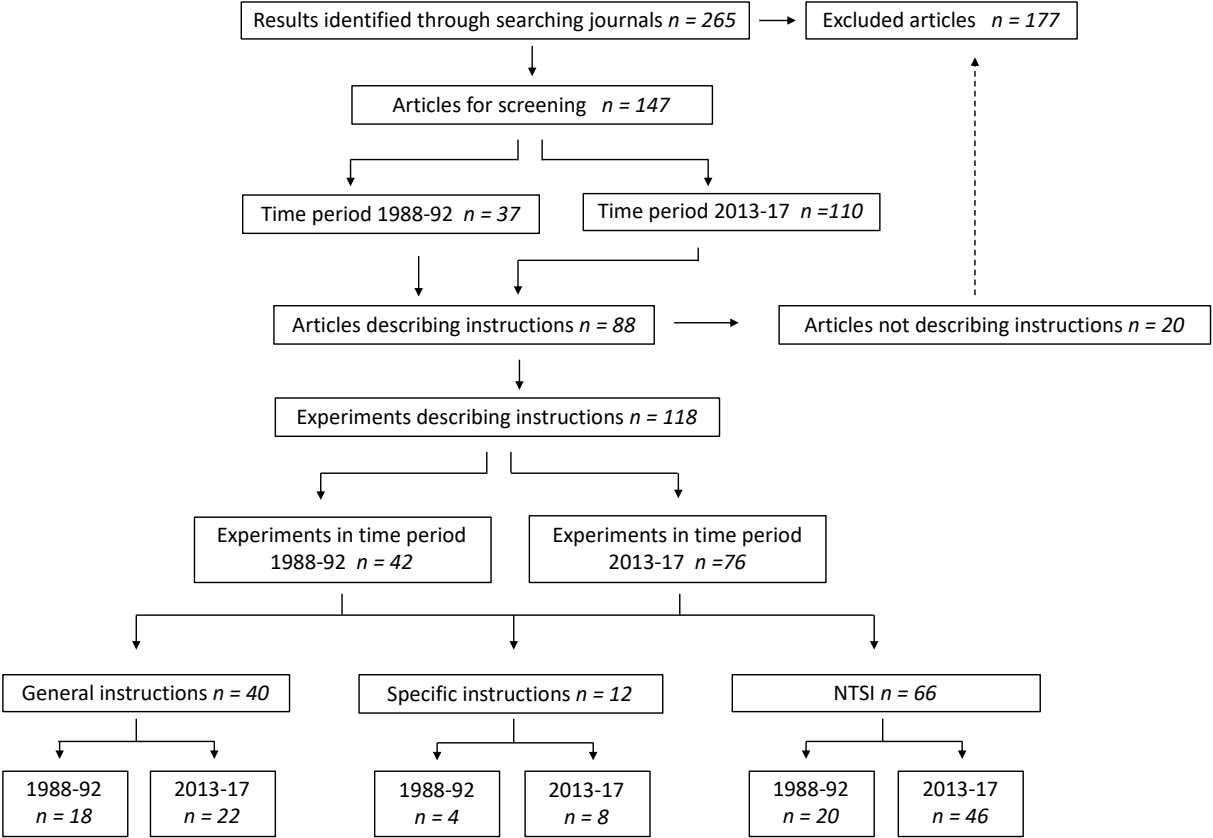 Results identified through searching journals n = 265
Excluded articles n = 177
Articles for screening n = 147
Time period 1988-92 n = 37
Time period 2013-17 n =110
Articles describing instructions n = 88
Articles not describing instructions n = 20
Experiments describing instructions n = 118
Experiments in time period
1988-92 n = 42
Experiments in time period
2013-17 n =76
General instructions n = 40
Specific instructions n = 12
NTSI n = 66
1988-92
n = 18
2013-17
n = 22
1988-92
n = 4
2013-17
n = 8
1988-92
n = 20
2013-17
n = 46